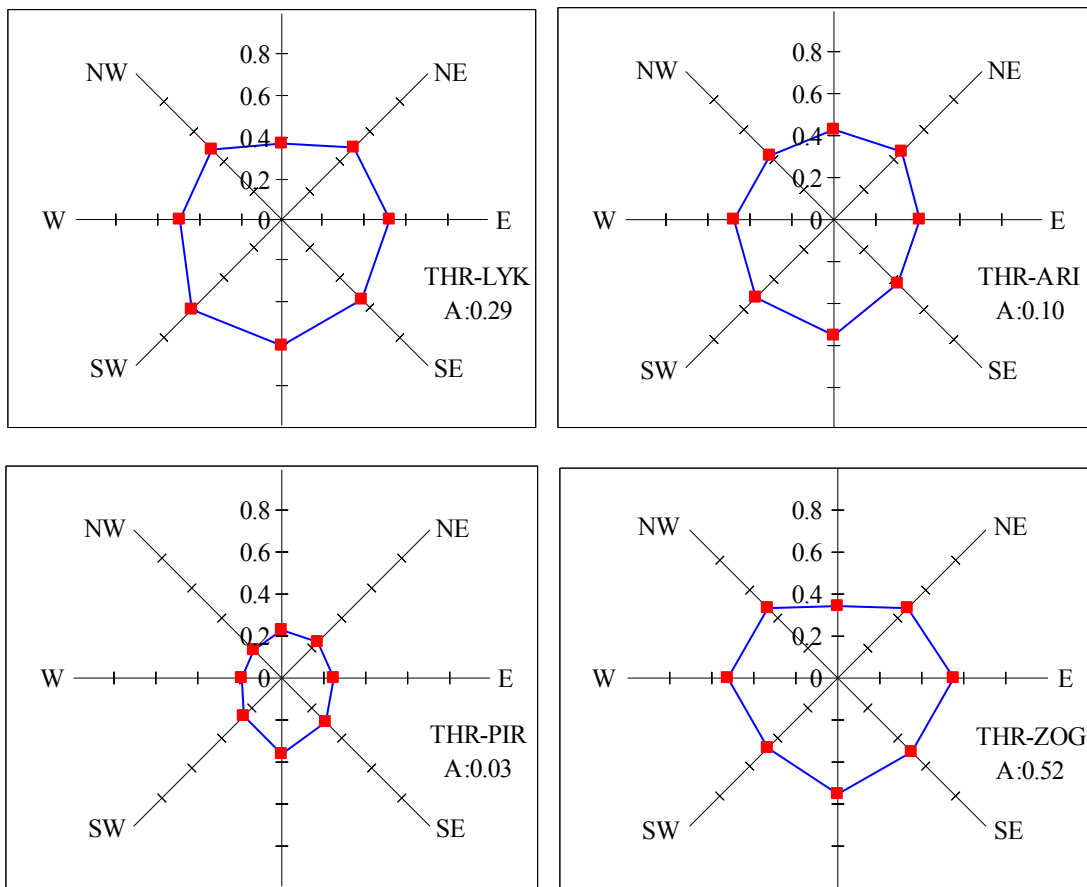 0.8
NW
NE
0.6
0.4
0.2
W
0
E
THR-LYK
A:0.29
SW
SE
0.8
NW
NE
0.6
0.4
0.2
W
0
E
THR-ARI
A:0.10
SW
SE
0.8
NW
NE
0.6
0.4
0.2
W
0
E
THR-PIR
A:0.03
SW
SE
0.8
NW
NE
0.6
0.4
0.2
W
0
E
THR-ZOG
A:0.52
SW
SE